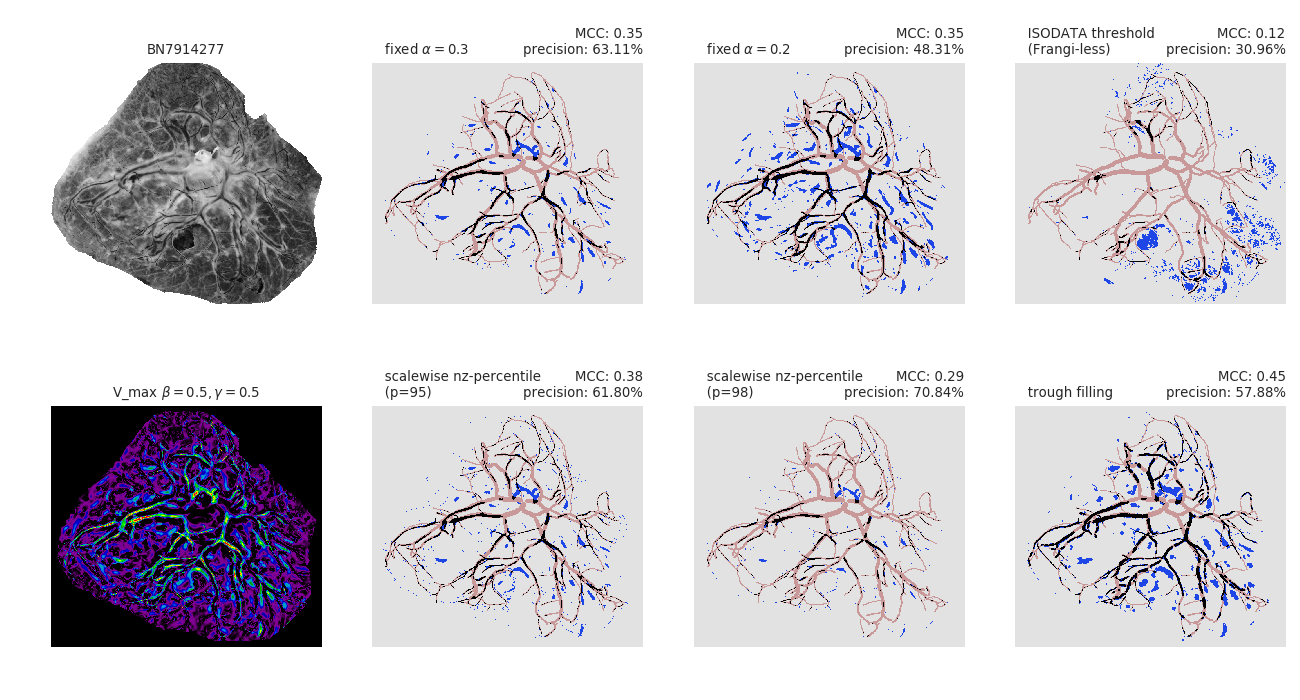 BN7914277
fixed α = 0.3
MCC: 0.35
precision: 63.11%
fixed α = 0.2
MCC: 0.35
precision: 48.31%
ISODATA threshold
(Frangi-less)
MCC: 0.12
precision: 30.96%
V_max β = 0.5, γ = 0.5
scalewise nz-percentile
(p=95)
MCC: 0.38
precision: 61.80%
scalewise nz-percentile
(p=98)
MCC: 0.29
precision: 70.84%
trough filling
MCC: 0.45
precision: 57.88%